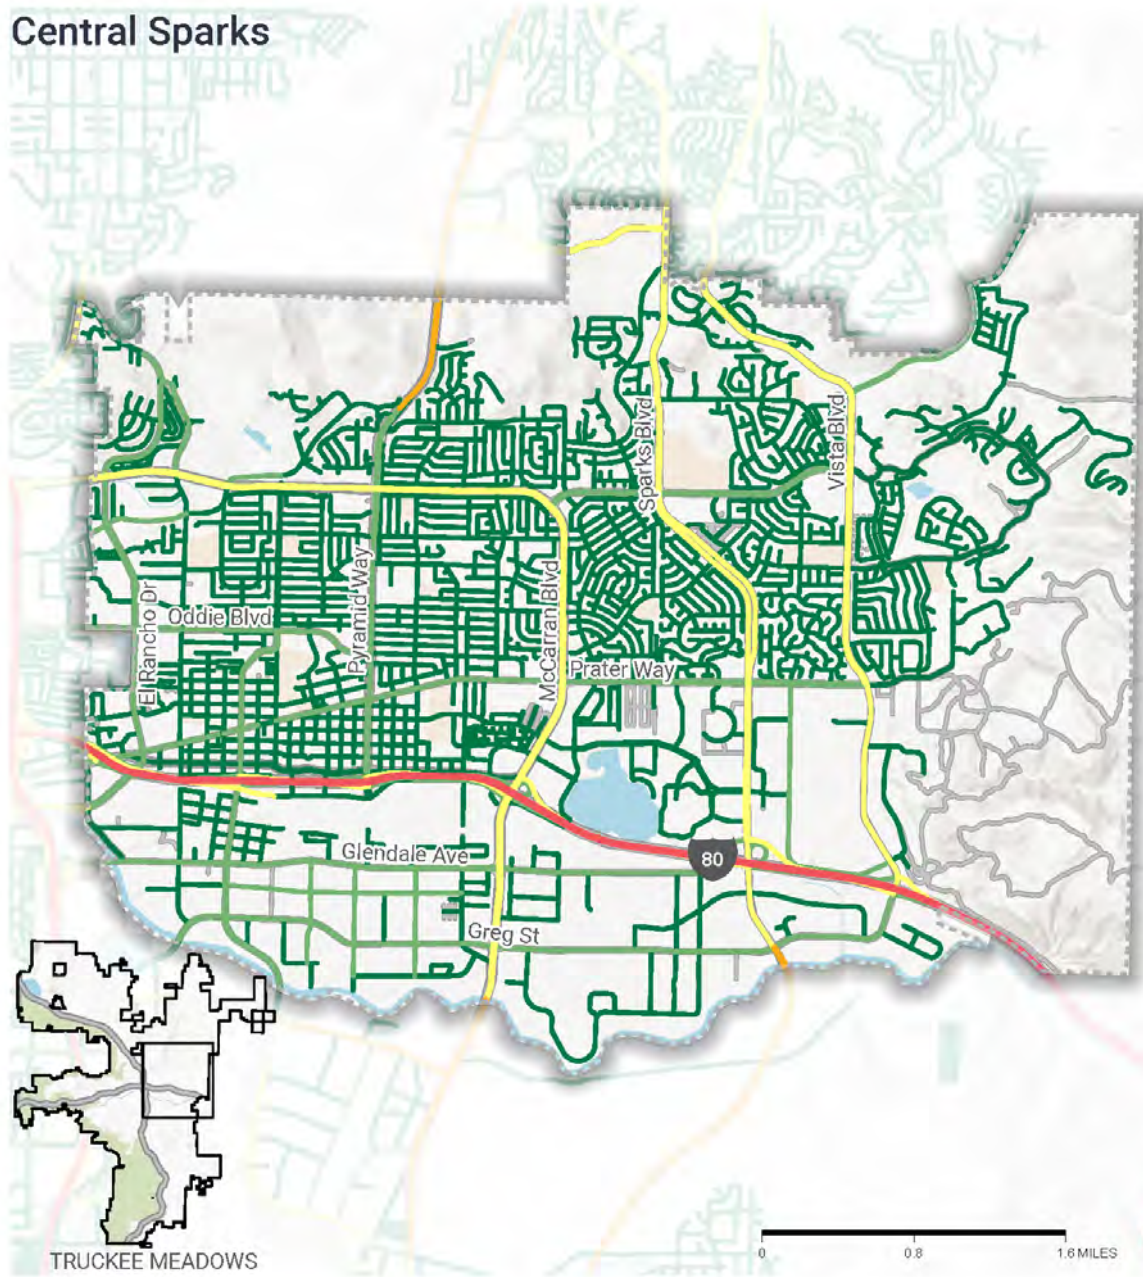 Central Sparks
Sparks Blvd
Vista Blvd
Pyramid Way
McCarran Blvd
El Rancho Dr
Oddie Blvd
Prater Way
Glendale Ave
80
Greg St
TRUCKEE MEADOWS
0 0.8 1.6 MILES